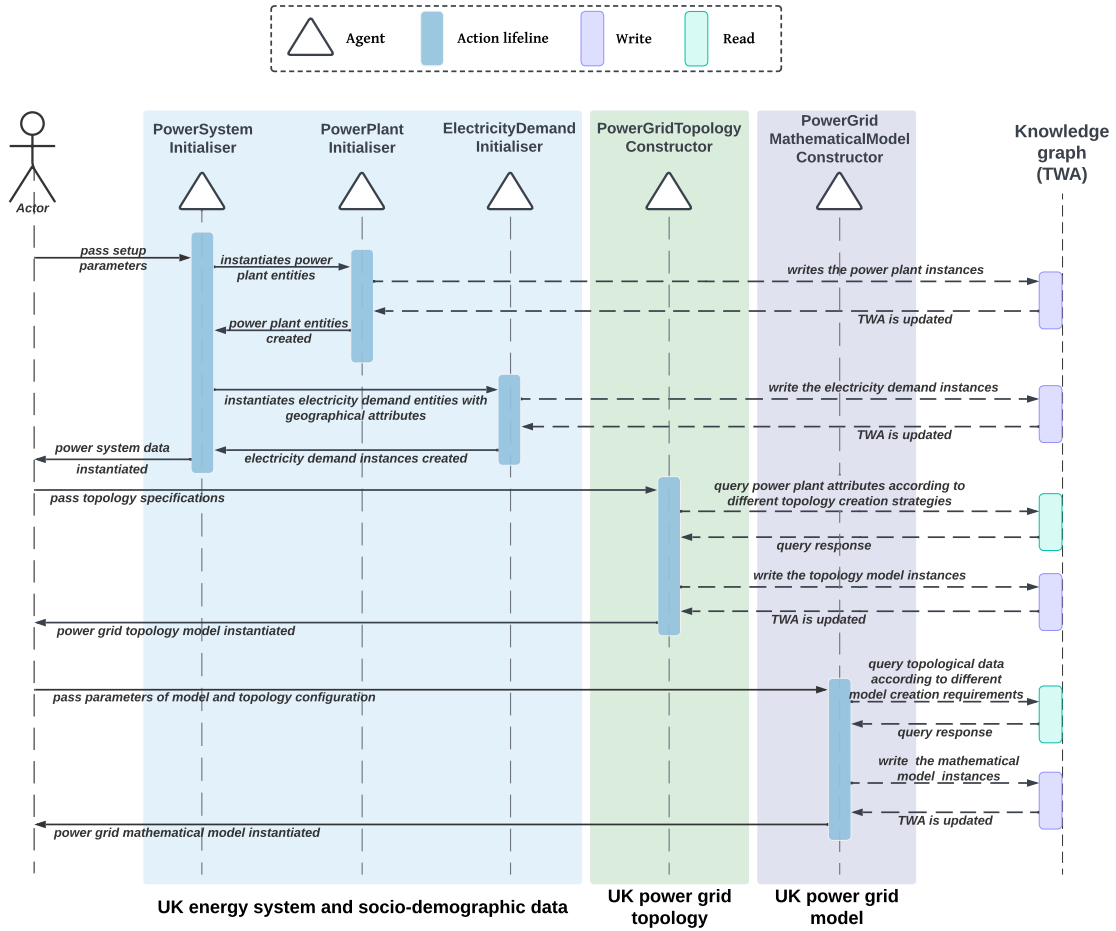 Agent
Action lifeline
Write
Read
PowerSystem
Initialiser
PowerPlant
Initialiser
ElectricityDemand
Initialiser
PowerGridTopology
Constructor
PowerGrid
MathematicalModel
Constructor
Knowledge
graph
(TWA)
Actor
pass setup
parameters
instantiates power
plant entities
writes the power plant instances
TWA is updated
power plant entities
created
instantiates electricity demand entities with
geographical attributes
write the electricity demand instances
TWA is updated
electricity demand instances created
power system data
instantiated
pass topology specifications
query power plant attributes according to
different topology creation strategies
query response
write the topology model instances
TWA is updated
power grid topology model instantiated
pass parameters of model and topology configuration
query topological data
according to different
model creation requirements
query response
write  the mathematical
model  instances
TWA is updated
power grid mathematical model instantiated
UK energy system and socio-demographic data
UK power grid
topology
UK power grid
model